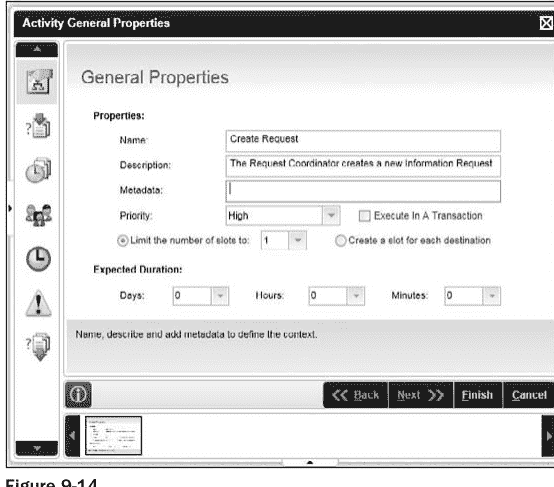 Activity General Properties
General Properties
Properties:
Name: Create Request
Description: The Request Coordinator creates a new Information Request
Metadata:
Priority: High Execute In A Transaction
Limit the number of slots to: 1 Create a slot for each destination
Expected Duration:
Days: 0 Hours: 0 Minutes: 0
Name, describe and add metadata to define the context.
<< Back Next >> Finish Cancel
Figure 9-14